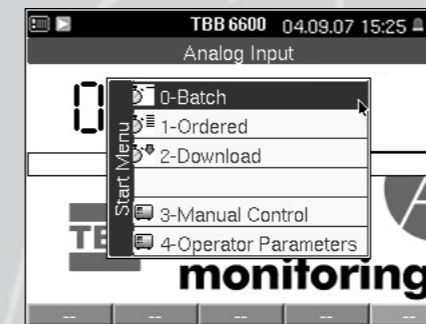 TBB 6600 04.09.07 15:25
Analog Input
0
Start Menu
0-Batch
1-Ordered
2-Download
3-Manual Control
4-Operator Parameters
monitoring
-- -- -- -- --